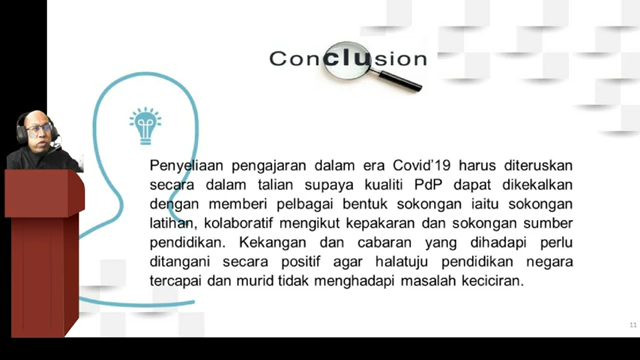 Conclusion
Penyeliaan pengajaran dalam era Covid'19 harus diteruskan
secara dalam talian supaya kualiti PdP dapat dikekalkan
dengan memberi pelbagai bentuk sokongan iaitu sokongan
latihan, kolaboratif mengikut kepakaran dan sokongan sumber
pendidikan. Kekangan dan cabaran yang dihadapi perlu
ditangani secara positif agar halatuju pendidikan negara
tercapai dan murid tidak menghadapi masalah keciciran.
11